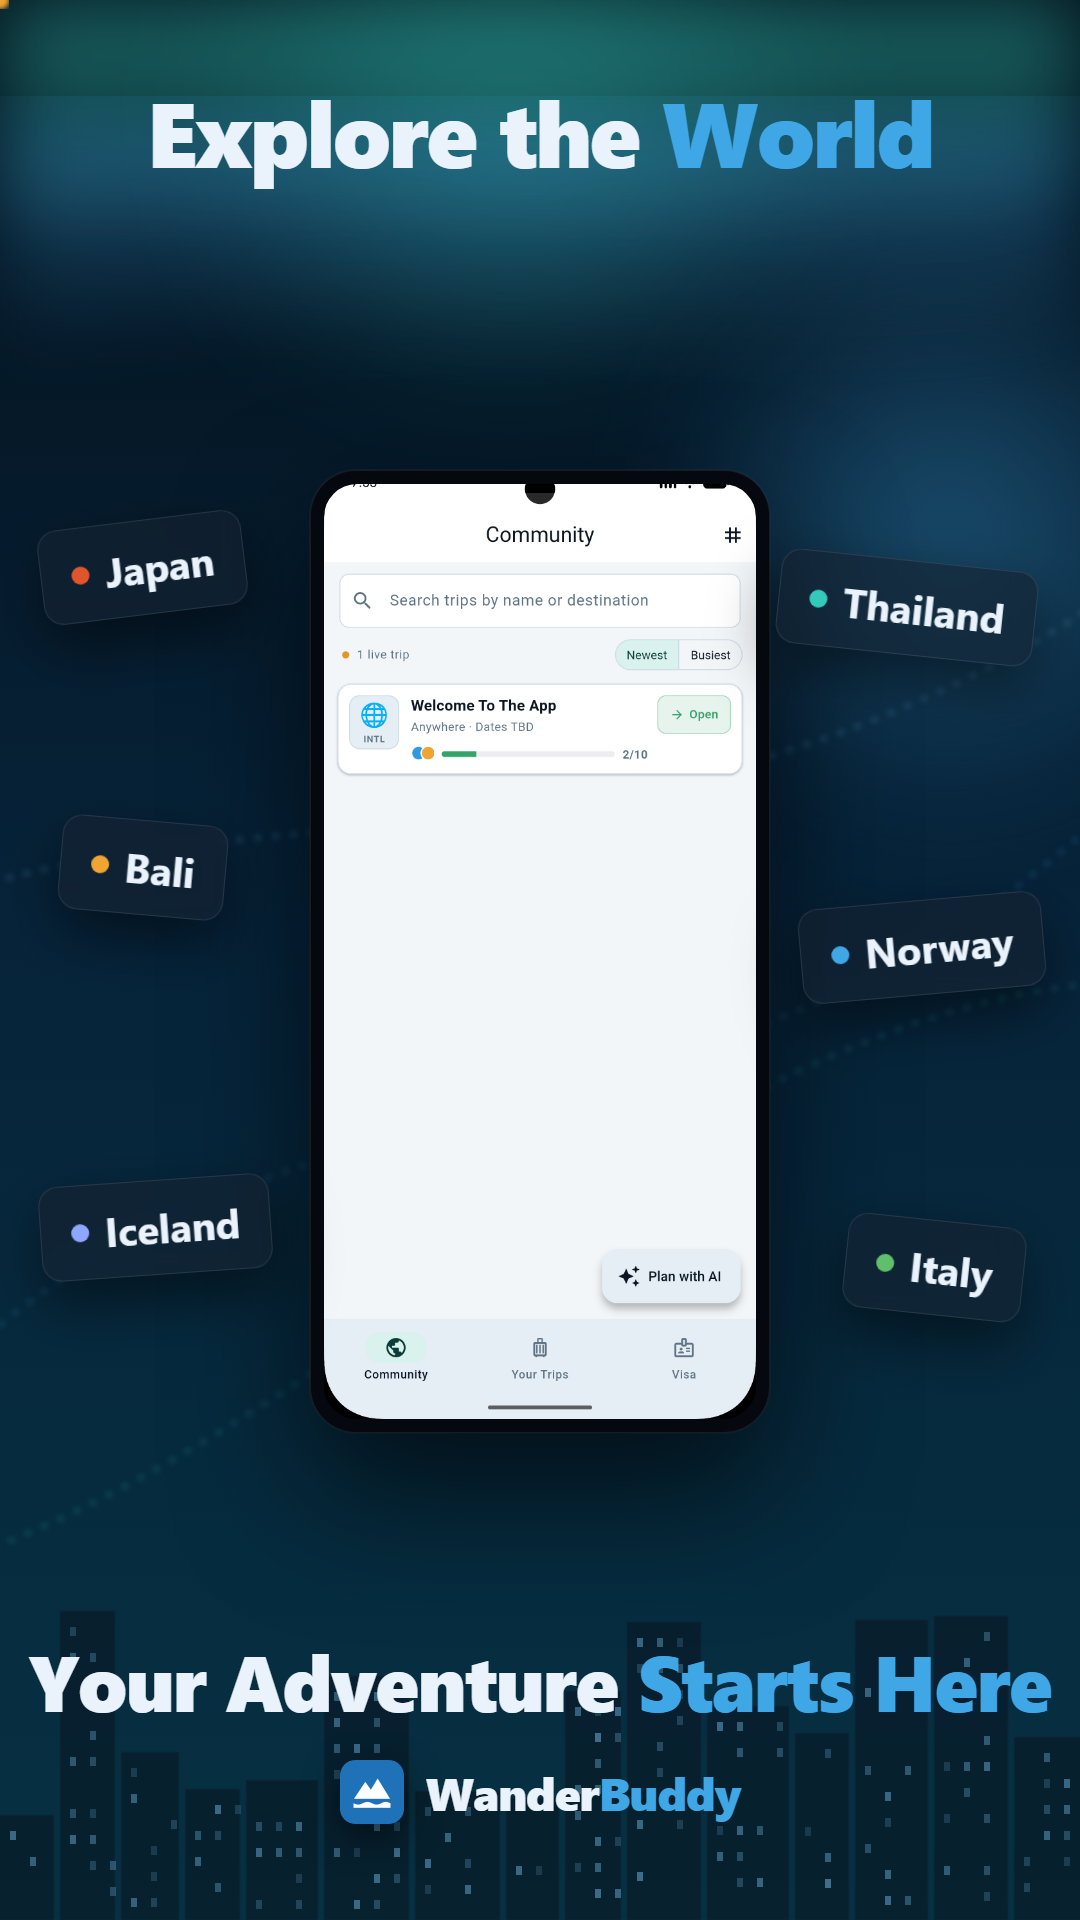 Explore the World
Community
Search trips by name or destination
1 live trip
Newest
Busiest
Welcome To The App
Anywhere · Dates TBD
INTL
2/10
Open
Japan
Thailand
Bali
Norway
Iceland
Italy
Plan with AI
Community
Your Trips
Visa
Your Adventure Starts Here
WanderBuddy